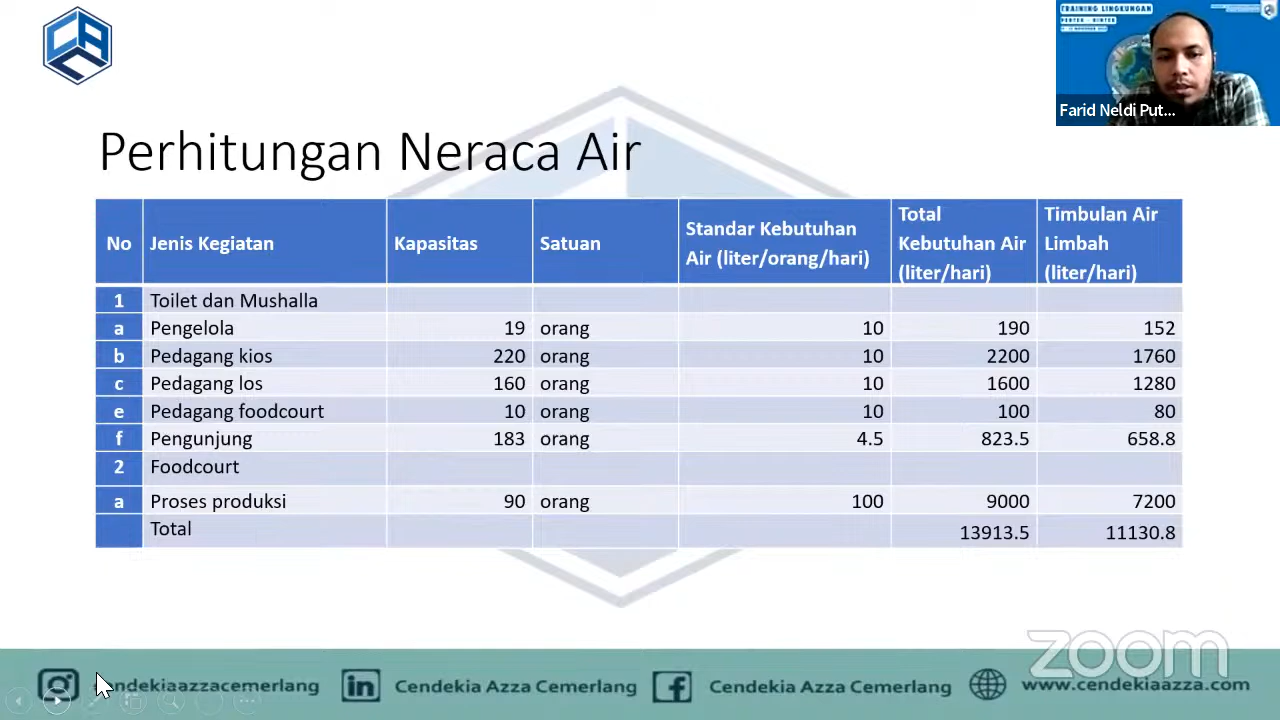 TRAINING LINGKUNGAN
Farid Neldi Put...
Perhitungan Neraca Air
No Jenis Kegiatan Kapasitas Satuan Standar Kebutuhan Air (liter/orang/hari) Total Kebutuhan Air (liter/hari) Timbulan Air Limbah (liter/hari)
1 Toilet dan Mushalla
a Pengelola 19 orang 10 190 152
b Pedagang kios 220 orang 10 2200 1760
c Pedagang los 160 orang 10 1600 1280
e Pedagang foodcourt 10 orang 10 100 80
f Pengunjung 183 orang 4.5 823.5 658.8
2 Foodcourt
a Proses produksi 90 orang 100 9000 7200
Total 13913.5 11130.8
zoom
cendekiaazzacemerlang Cendekia Azza Cemerlang Cendekia Azza Cemerlang www.cendekiaazza.com